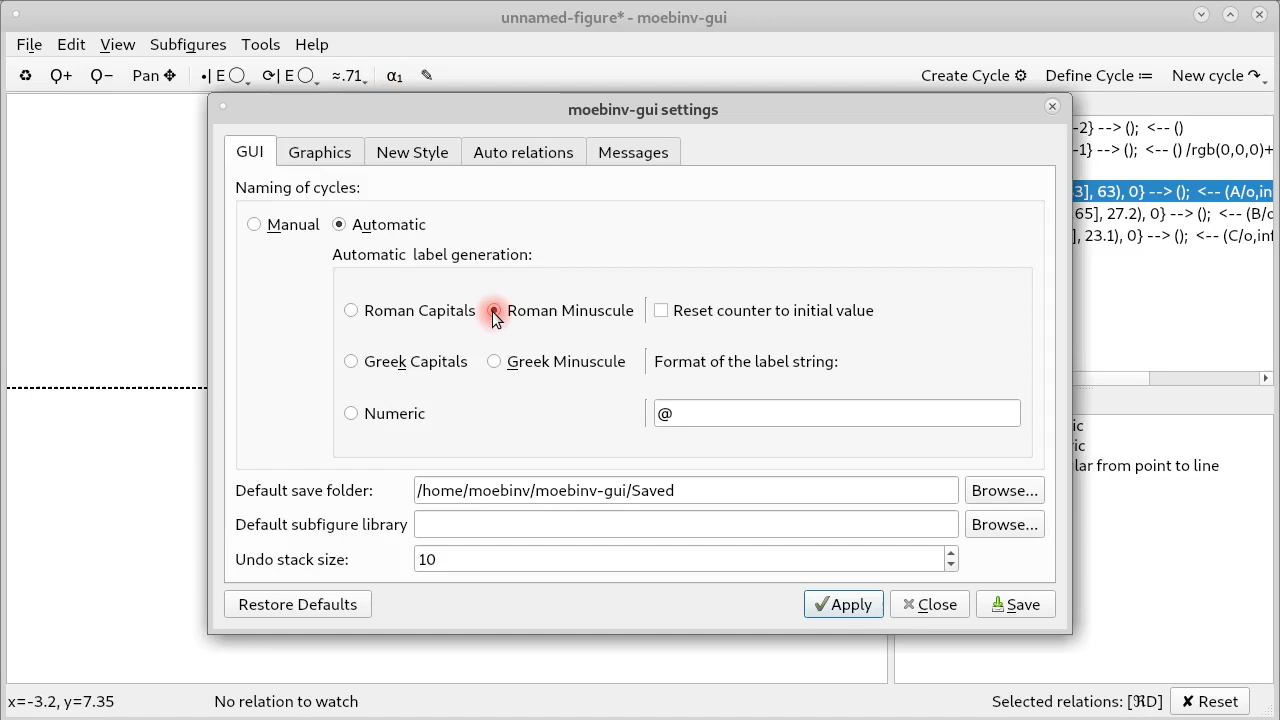 unnamed-figure* - moebinv-gui
File Edit View Subfigures Tools Help
Pan •| E ⟳| E ≈.71 α₁ Create Cycle Define Cycle New cycle
moebinv-gui settings
GUI Graphics New Style Auto relations Messages
-2} --> (); <-- ()
-1} --> (); <-- () /rgb(0,0,0)+
3], 63), 0} --> (); <-- (A/o,in
65], 27.2), 0} --> (); <-- (B/o
], 23.1), 0} --> (); <-- (C/o,inf
Naming of cycles:
Manual Automatic
Automatic label generation:
Roman Capitals Roman Minuscule Reset counter to initial value
Greek Capitals Greek Minuscule Format of the label string:
Numeric @
ic
ric
lar from point to line
Default save folder: /home/moebinv/moebinv-gui/Saved Browse...
Default subfigure library Browse...
Undo stack size: 10
Restore Defaults Apply Close Save
x=-3.2, y=7.35 No relation to watch Selected relations: [ℜD] ✘ Reset